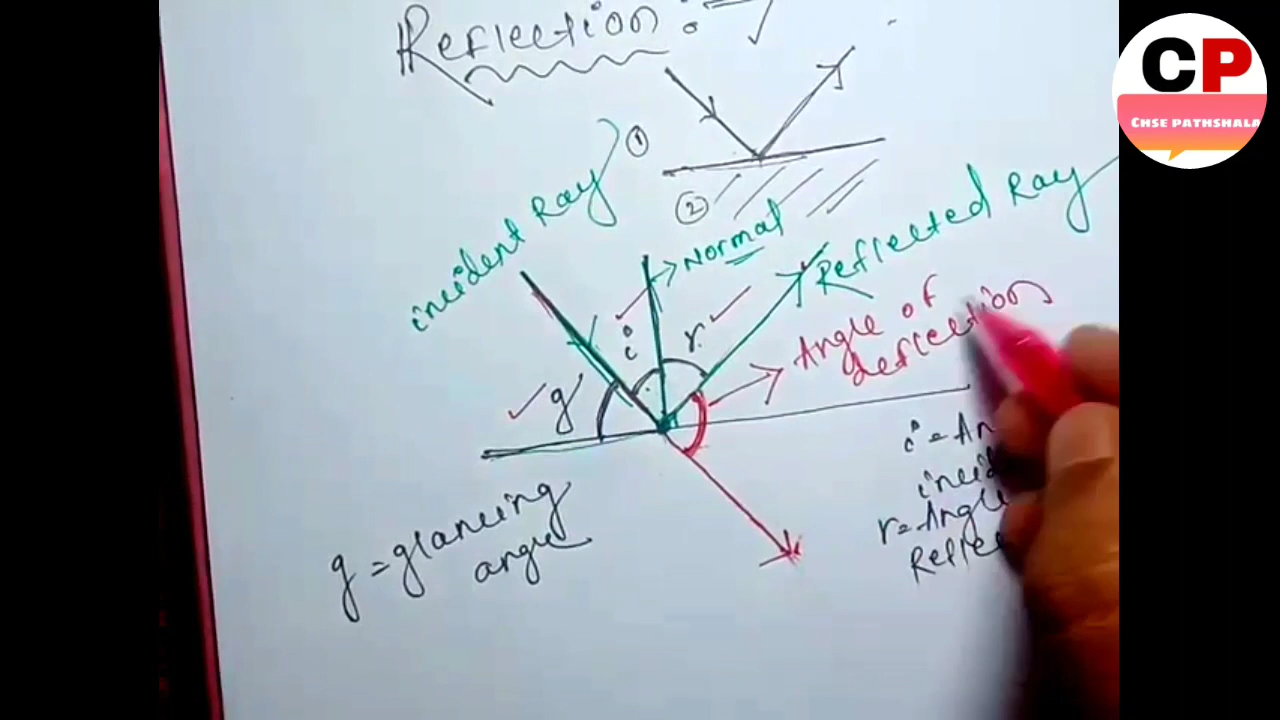 Reflection :
CP
CHSE PATHSHALA
①
②
incident Ray
Normal
Reflected Ray
i
r
g
Angle of
deflection
g = glancing
angle
i = An
incid
r = Angle
Reflec